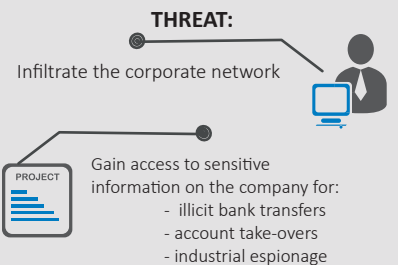 THREAT:
Infiltrate the corporate network
PROJECT
Gain access to sensitive
information on the company for:
- illicit bank transfers
- account take-overs
- industrial espionage